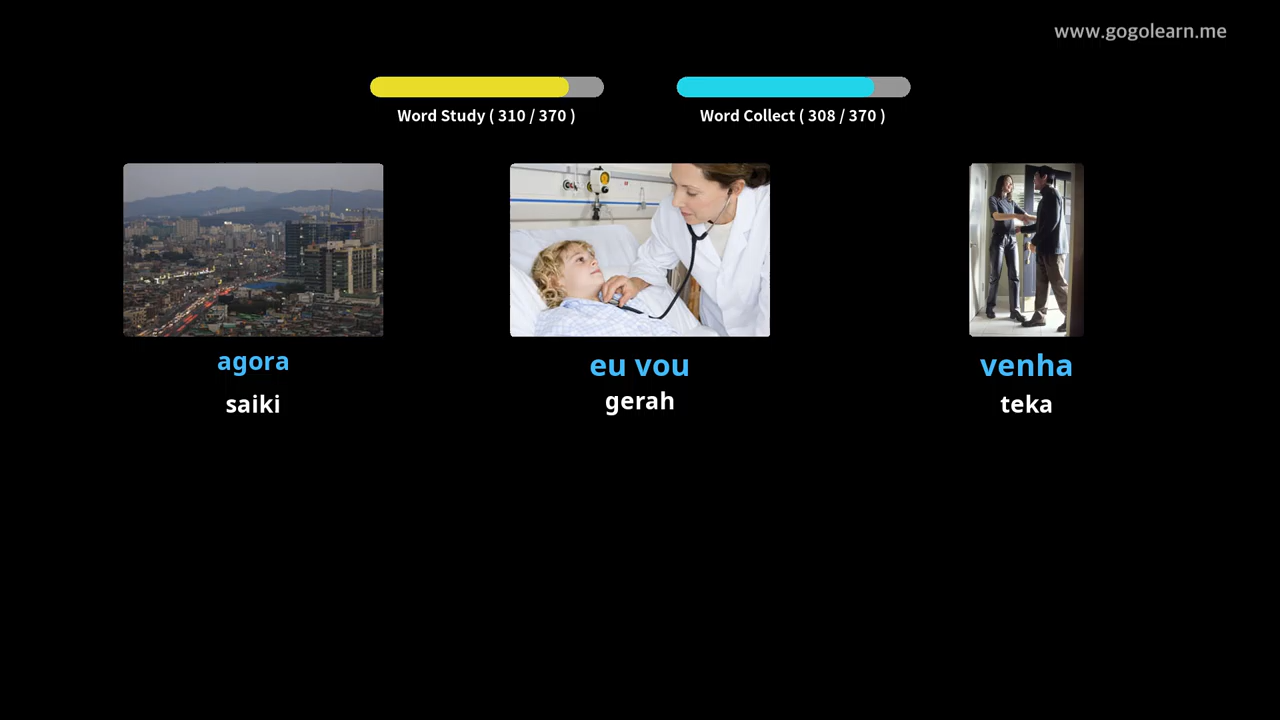 www.gogolearn.me
Word Study ( 310 / 370 )
Word Collect ( 308 / 370 )
agora
saiki
eu vou
gerah
venha
teka